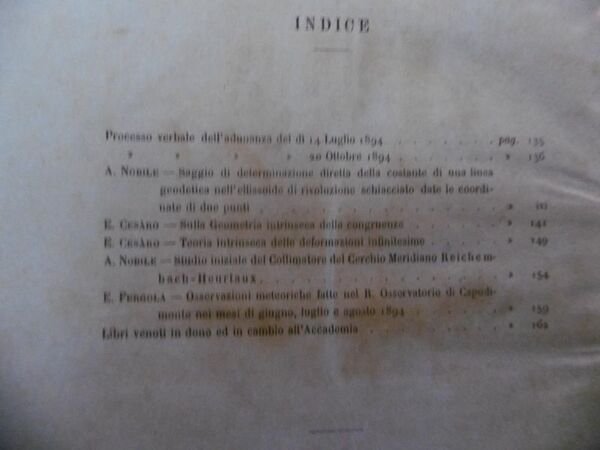 INDICE
Processo verbale dell'adunanza del dì 14 Luglio 1894 . . . . . . . pag. 135
» » » » 20 Ottobre 1894 . . . . . . . » 136
A. NOBILE — Saggio di determinazione diretta della costante di una linea
geodetica nell'ellissoide di rivoluzione schiacciato date le coordi-
nate di due punti . . . . . . . »
E. CESÀRO — Sulla Geometria intrinseca della congruenze . . . . . . . » 141
E. CESÀRO — Teoria intrinseca delle deformazioni infinitesime . . . . . . . » 149
A. NOBILE — Studio iniziale del Collimatore del Cerchio Meridiano Reichem-
bach-Heurtaux . . . . . . . » 154
E. FERGOLA — Osservazioni meteoriche fatte nel R. Osservatorio di Capodi-
monte nei mesi di giugno, luglio e agosto 1894 . . . . . . . » 159
Libri venuti in dono ed in cambio all'Accademia . . . . . . . » 162